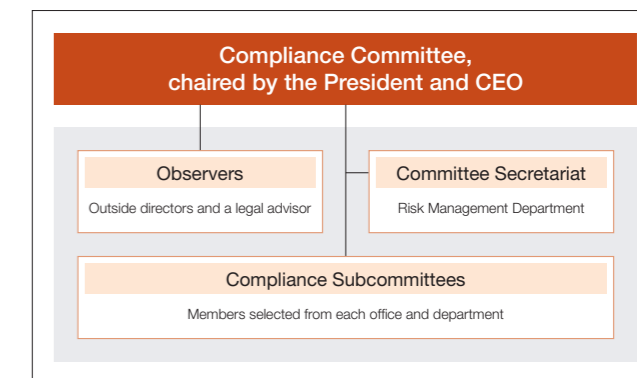 Compliance Committee,
chaired by the President and CEO
Observers
Outside directors and a legal advisor
Committee Secretariat
Risk Management Department
Compliance Subcommittees
Members selected from each office and department